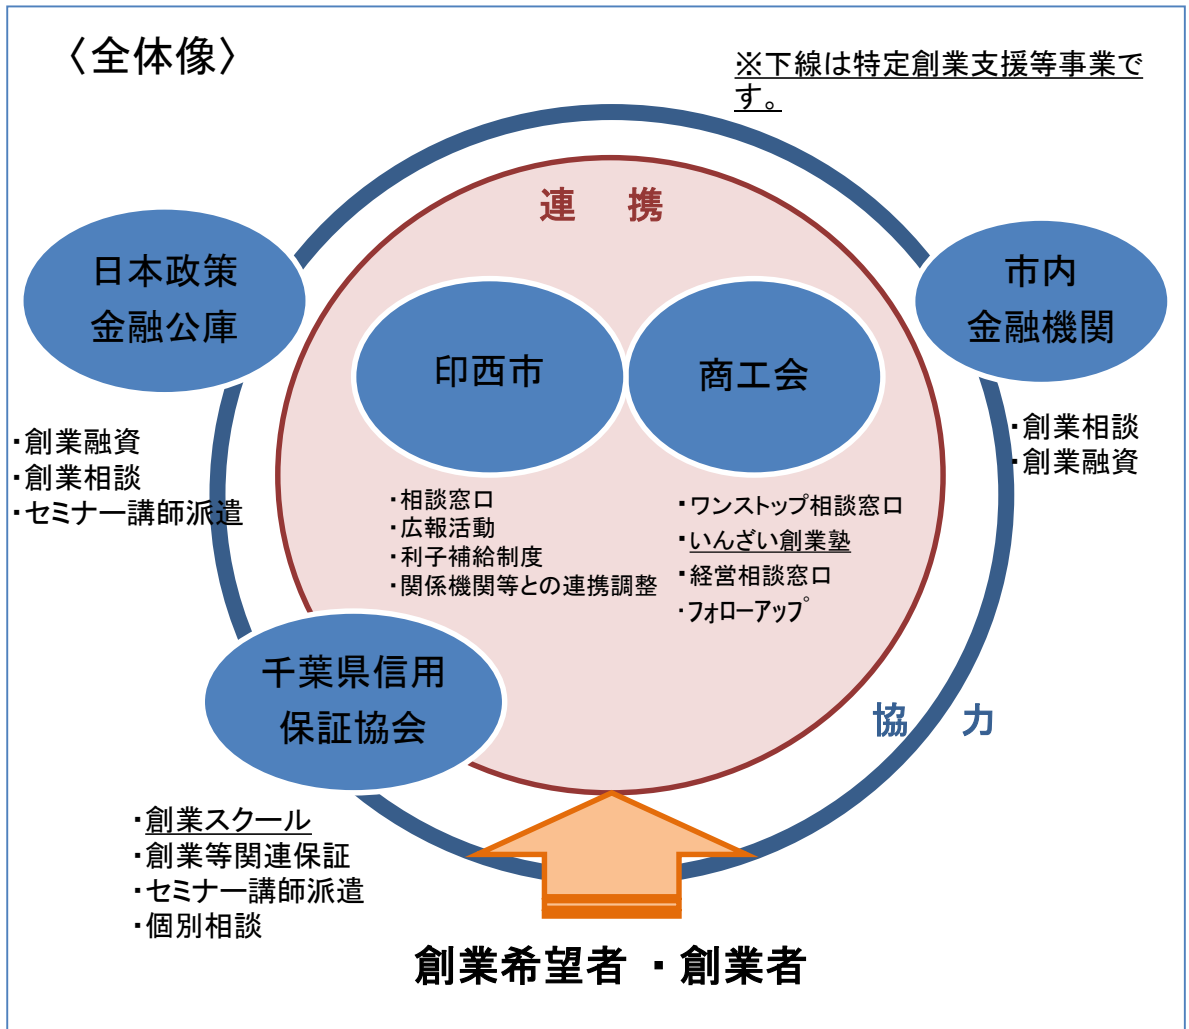 〈全体像〉
※下線は特定創業支援等事業で
す。
連　携
日本政策
金融公庫
市内
金融機関
印西市
商工会
・創業融資
・創業相談
・セミナー講師派遣
・創業相談
・創業融資
・相談窓口
・広報活動
・利子補給制度
・関係機関等との連携調整
・ワンストップ相談窓口
・いんざい創業塾
・経営相談窓口
・フォローアップ
千葉県信用
保証協会
協　力
・創業スクール
・創業等関連保証
・セミナー講師派遣
・個別相談
創業希望者 ・創業者